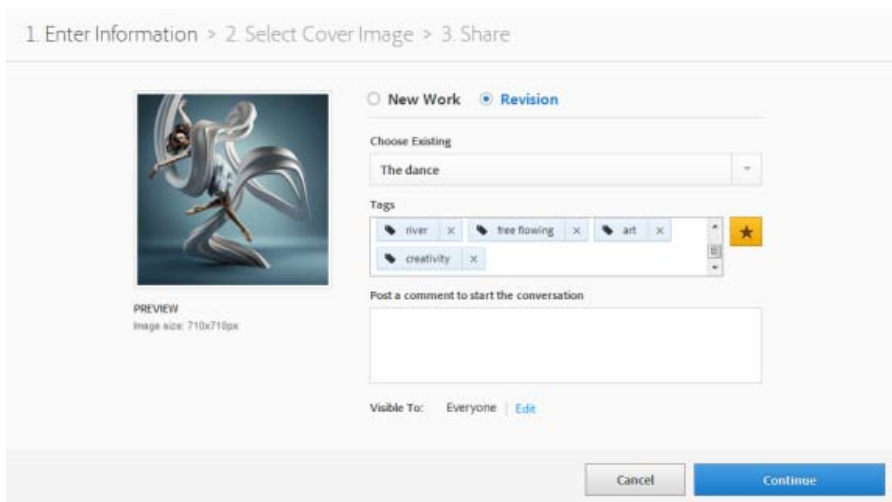 1. Enter Information > 2. Select Cover Image > 3. Share
New Work Revision
Choose Existing
The dance
Tags
river x free flowing x art x
creativity x
Post a comment to start the conversation
PREVIEW
Image size: 710x710px
Visible To: Everyone Edit
Cancel Continue